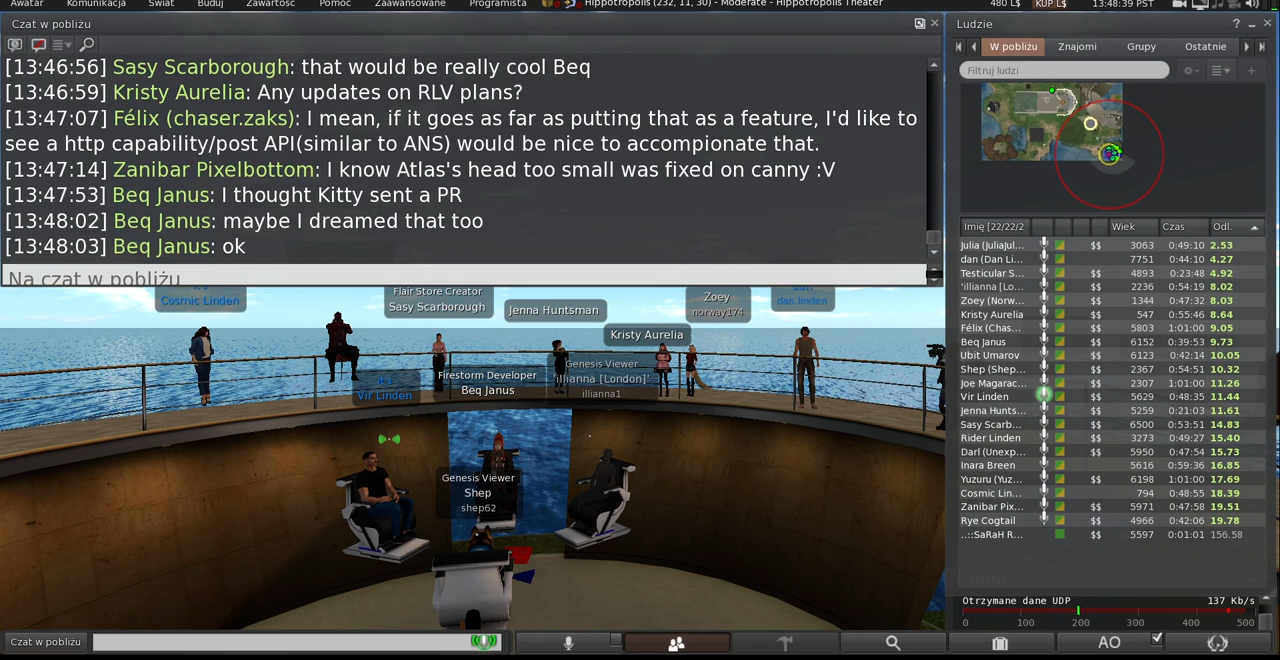 Awatar Komunikacja Świat Buduj Zawartość Pomoc Zaawansowane Programista Hippotropolis (232, 11, 30) - Moderate - Hippotropolis Theater 480 L$ KUP L$ 13:48:39 PST
Czat w pobliżu
[13:46:56] Sasy Scarborough: that would be really cool Beq
[13:46:59] Kristy Aurelia: Any updates on RLV plans?
[13:47:07] Félix (chaser.zaks): I mean, if it goes as far as putting that as a feature, I'd like to
see a http capability/post API(similar to ANS) would be nice to accompionate that.
[13:47:14] Zanibar Pixelbottom: I know Atlas's head too small was fixed on canny :V
[13:47:53] Beq Janus: I thought Kitty sent a PR
[13:48:02] Beq Janus: maybe I dreamed that too
[13:48:03] Beq Janus: ok
Na czat w pobliżu
Cosmic Linden
Flair Store Creator
Sasy Scarborough
Jenna Huntsman
Zoey
norway174
dan.linden
Kristy Aurelia
Genesis Viewer
'illianna [London]'
illianna1
Vir Linden
Firestorm Developer
Beq Janus
Genesis Viewer
Shep
shep62
Ludzie
W pobliżu Znajomi Grupy Ostatnie
Filtruj ludzi
Imię [22/22/2 Wiek Czas Odl.
Julia (JuliaJul... $$ 3063 0:49:10 2.53
dan (Dan Li... 7751 0:44:10 4.27
Testicular S... $$ 4893 0:23:48 4.92
'illianna [Lo... $$ 2236 0:54:19 8.02
Zoey (Norw... $$ 1344 0:47:32 8.03
Kristy Aurelia 547 0:55:46 8.64
Félix (Chas... $$ 5803 1:01:00 9.05
Beq Janus $$ 6152 0:39:53 9.73
Ubit Umarov $$ 6123 0:42:14 10.05
Shep (Shep... $$ 2367 0:54:51 10.32
Joe Magarac... $$ 2307 1:01:00 11.26
Vir Linden $$ 5629 0:48:35 11.44
Jenna Hunts... $$ 5259 0:21:03 11.61
Sasy Scarb... $$ 6500 0:53:51 14.83
Rider Linden $$ 3273 0:49:27 15.40
Darl (Unexp... $$ 5950 0:47:54 15.73
Inara Breen 5616 0:59:36 16.85
Yuzuru (Yuz... $$ 6198 1:01:00 17.69
Cosmic Lin... 794 0:48:55 18.39
Zanibar Pix... $$ 5971 0:47:58 19.51
Rye Cogtail $$ 4966 0:42:06 19.78
..::SaRaH R... $$ 5597 0:01:01 156.58
Otrzymane dane UDP 137 Kb/s
0 100 200 300 400 500
Czat w pobliżu
AO